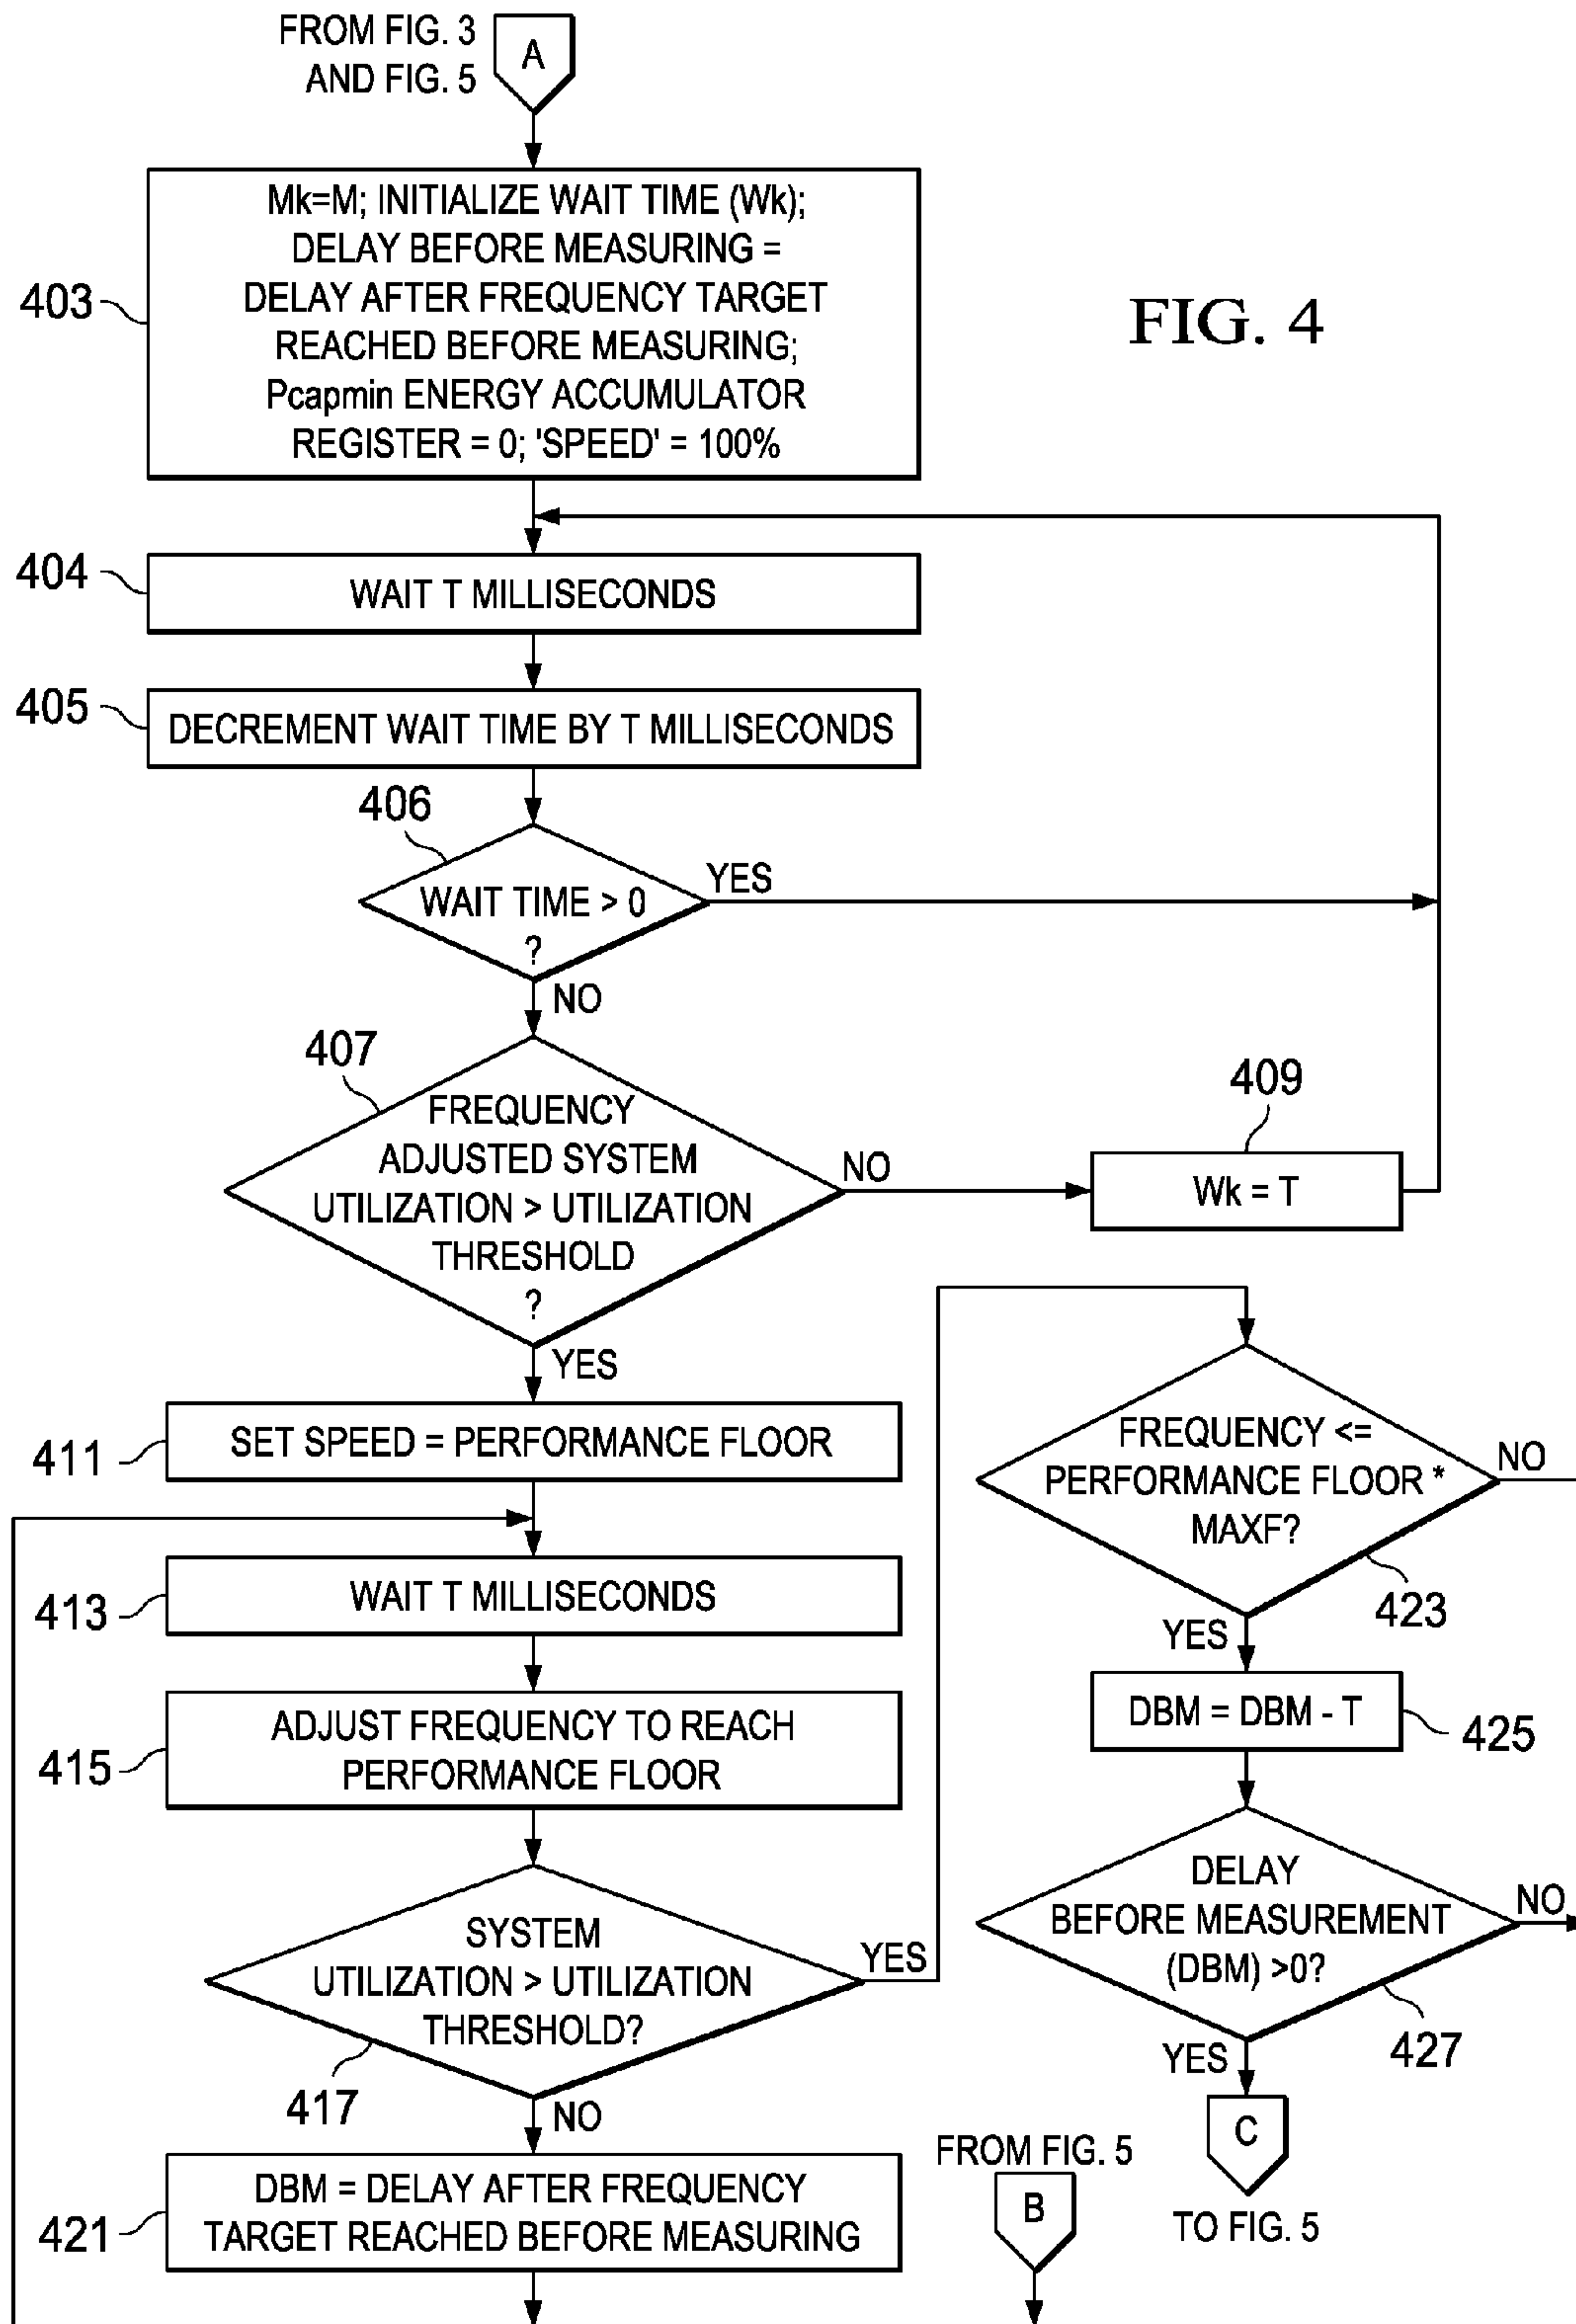 FROM FIG. 3
AND FIG. 5
A
403
Mk=M; INITIALIZE WAIT TIME (Wk);
DELAY BEFORE MEASURING =
DELAY AFTER FREQUENCY TARGET
REACHED BEFORE MEASURING;
Pcapmin ENERGY ACCUMULATOR
REGISTER = 0; 'SPEED' = 100%
FIG. 4
404
WAIT T MILLISECONDS
405
DECREMENT WAIT TIME BY T MILLISECONDS
406
WAIT TIME > 0
?
YES
NO
407
FREQUENCY
ADJUSTED SYSTEM
UTILIZATION > UTILIZATION
THRESHOLD
?
NO
409
Wk = T
YES
411
SET SPEED = PERFORMANCE FLOOR
413
WAIT T MILLISECONDS
415
ADJUST FREQUENCY TO REACH
PERFORMANCE FLOOR
SYSTEM
UTILIZATION > UTILIZATION
THRESHOLD?
YES
417
NO
421
DBM = DELAY AFTER FREQUENCY
TARGET REACHED BEFORE MEASURING
FREQUENCY <=
PERFORMANCE FLOOR *
MAXF?
NO
423
YES
DBM = DBM - T
425
DELAY
BEFORE MEASUREMENT
(DBM) >0?
NO
427
YES
C
TO FIG. 5
FROM FIG. 5
B